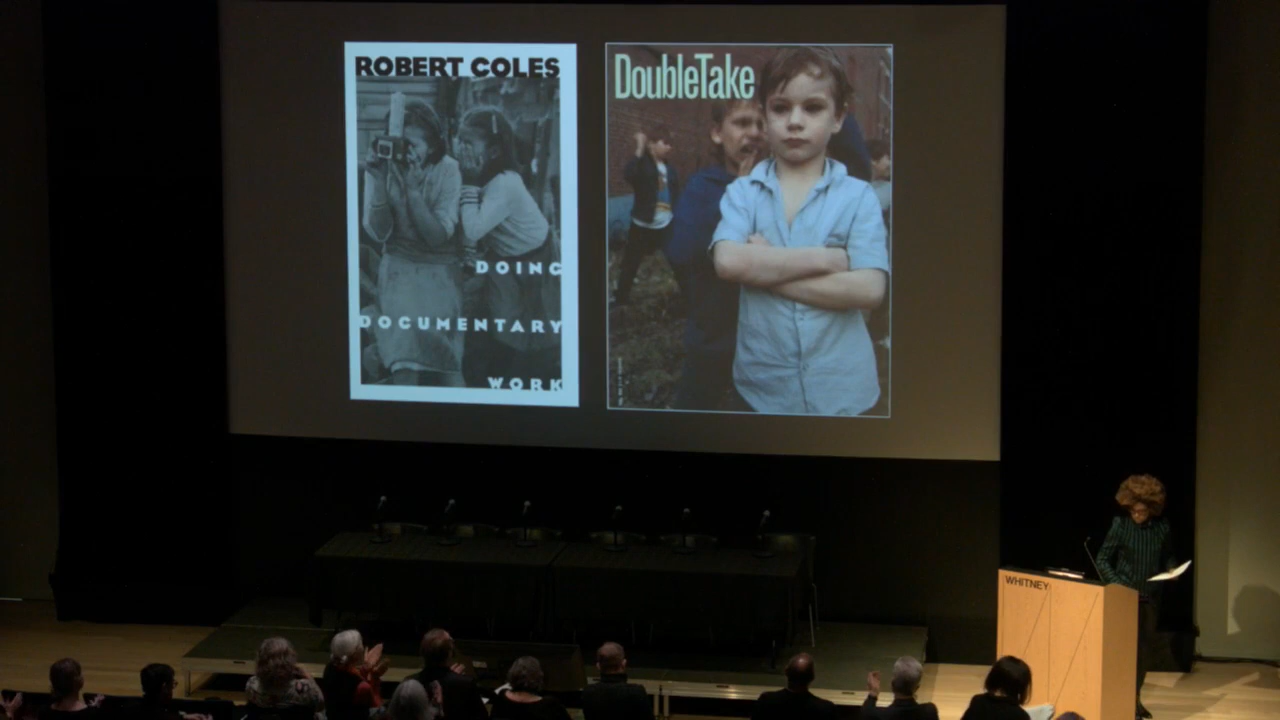 ROBERT COLES
DOING
DOCUMENTARY
WORK
DoubleTake
WHITNEY